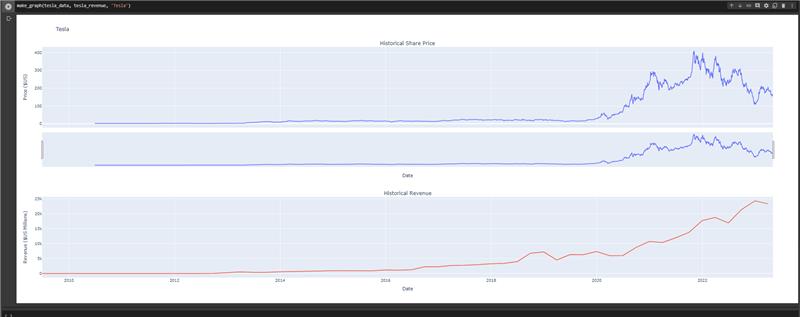 make_graph(tesla_data, tesla_revenue, 'Tesla')
Tesla
Historical Share Price
Price ($US)
400
300
200
100
0
Date
Historical Revenue
Revenue ($US Millions)
25k
20k
15k
10k
5k
0
2010 2012 2014 2016 2018 2020 2022
Date